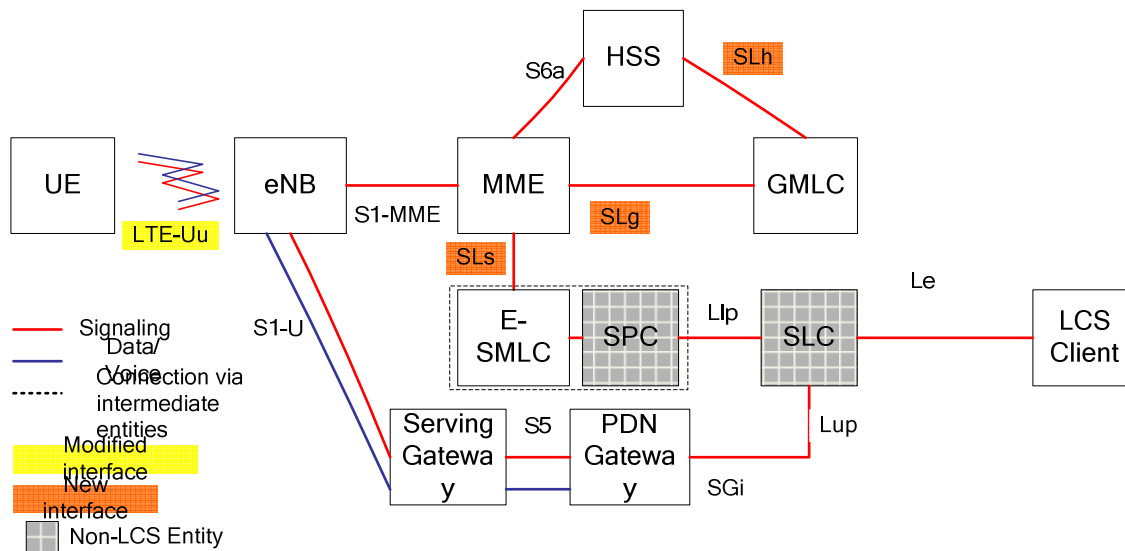 HSS
SLh
S6a
UE
eNB
MME
GMLC
S1-MME
SLg
LTE-Uu
SLs
Le
S1-U
E-
SMLC
SPC
Llp
SLC
LCS
Client
Signaling
Data/
Voice
Connection via
intermediate
entities
Serving
Gatewa
y
S5
PDN
Gatewa
y
Lup
SGi
Modified
interface
New
interface
Non-LCS Entity